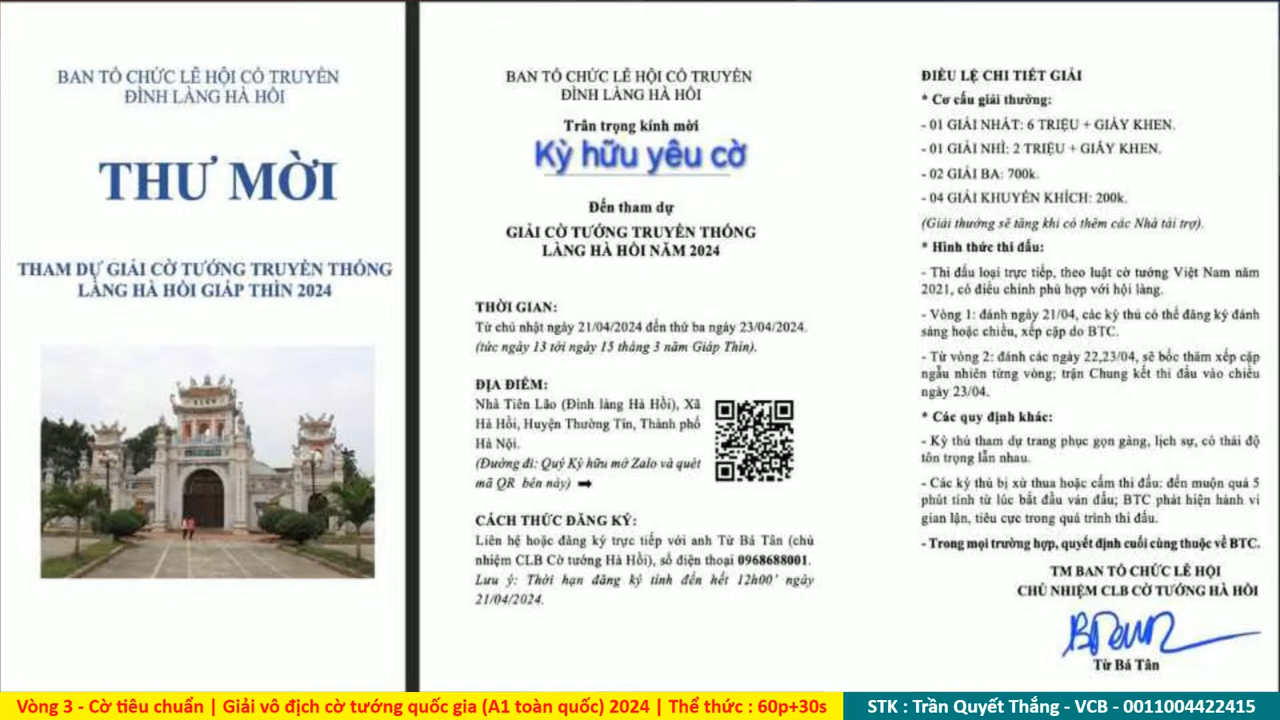 BAN TỔ CHỨC LỄ HỘI CỔ TRUYỀN
ĐÌNH LÀNG HÀ HỒI
THƯ MỜI
THAM DỰ GIẢI CỜ TƯỚNG TRUYỀN THỐNG
LÀNG HÀ HỒI GIÁP THÌN 2024
BAN TỔ CHỨC LỄ HỘI CỔ TRUYỀN
ĐÌNH LÀNG HÀ HỒI
Trân trọng kính mời
Kỳ hữu yêu cờ
Đến tham dự
GIẢI CỜ TƯỚNG TRUYỀN THỐNG
LÀNG HÀ HỒI NĂM 2024
THỜI GIAN:
Từ chủ nhật ngày 21/04/2024 đến thứ ba ngày 23/04/2024.
(tức ngày 13 tới ngày 15 tháng 3 năm Giáp Thìn).
ĐỊA ĐIỂM:
Nhà Tiên Lão (Đình làng Hà Hồi), Xã
Hà Hồi, Huyện Thường Tín, Thành phố
Hà Nội.
(Đường đi: Quý Kỳ hữu mở Zalo và quét
mã QR bên này) ➡
CÁCH THỨC ĐĂNG KÝ:
Liên hệ hoặc đăng ký trực tiếp với anh Từ Bá Tân (chủ
nhiệm CLB Cờ tướng Hà Hồi), số điện thoại 0968688001.
Lưu ý: Thời hạn đăng ký tính đến hết 12h00' ngày
21/04/2024.
ĐIỀU LỆ CHI TIẾT GIẢI
* Cơ cấu giải thưởng:
- 01 GIẢI NHẤT: 6 TRIỆU + GIẤY KHEN.
- 01 GIẢI NHÌ: 2 TRIỆU + GIẤY KHEN.
- 02 GIẢI BA: 700k.
- 04 GIẢI KHUYẾN KHÍCH: 200k.
(Giải thưởng sẽ tăng khi có thêm các Nhà tài trợ).
* Hình thức thi đấu:
- Thi đấu loại trực tiếp, theo luật cờ tướng Việt Nam năm
2021, có điều chỉnh phù hợp với hội làng.
- Vòng 1: đánh ngày 21/04, các kỳ thủ có thể đăng ký đánh
sáng hoặc chiều, xếp cặp do BTC.
- Từ vòng 2: đánh các ngày 22,23/04, sẽ bốc thăm xếp cặp
ngẫu nhiên từng vòng; trận Chung kết thi đấu vào chiều
ngày 23/04.
* Các quy định khác:
- Kỳ thủ tham dự trang phục gọn gàng, lịch sự, có thái độ
tôn trọng lẫn nhau.
- Các kỳ thủ bị xử thua hoặc cấm thi đấu: đến muộn quá 5
phút tính từ lúc bắt đầu ván đấu; BTC phát hiện hành vi
gian lận, tiêu cực trong quá trình thi đấu.
- Trong mọi trường hợp, quyết định cuối cùng thuộc về BTC.
TM BAN TỔ CHỨC LỄ HỘI
CHỦ NHIỆM CLB CỜ TƯỚNG HÀ HỒI
Từ Bá Tân
Vòng 3 - Cờ tiêu chuẩn | Giải vô địch cờ tướng quốc gia (A1 toàn quốc) 2024 | Thể thức : 60p+30s
STK : Trần Quyết Thắng - VCB - 0011004422415